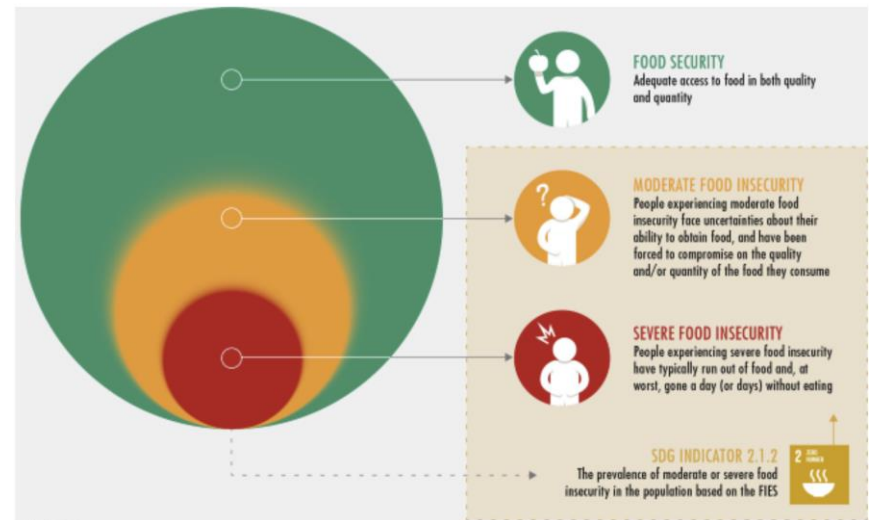 FOOD SECURITY
Adequate access to food in both quality
and quantity
?
MODERATE FOOD INSECURITY
People experiencing moderate food
insecurity face uncertainties about their
ability to obtain food, and have been
forced to compromise on the quality
and/or quantity of the food they consume
SEVERE FOOD INSECURITY
People experiencing severe food insecurity
have typically run out of food and, at
worst, gone a day (or days) without eating
SDG INDICATOR 2.1.2
The prevalence of moderate or severe food
insecurity in the population based on the FIES
2 ZERO
HUNGER